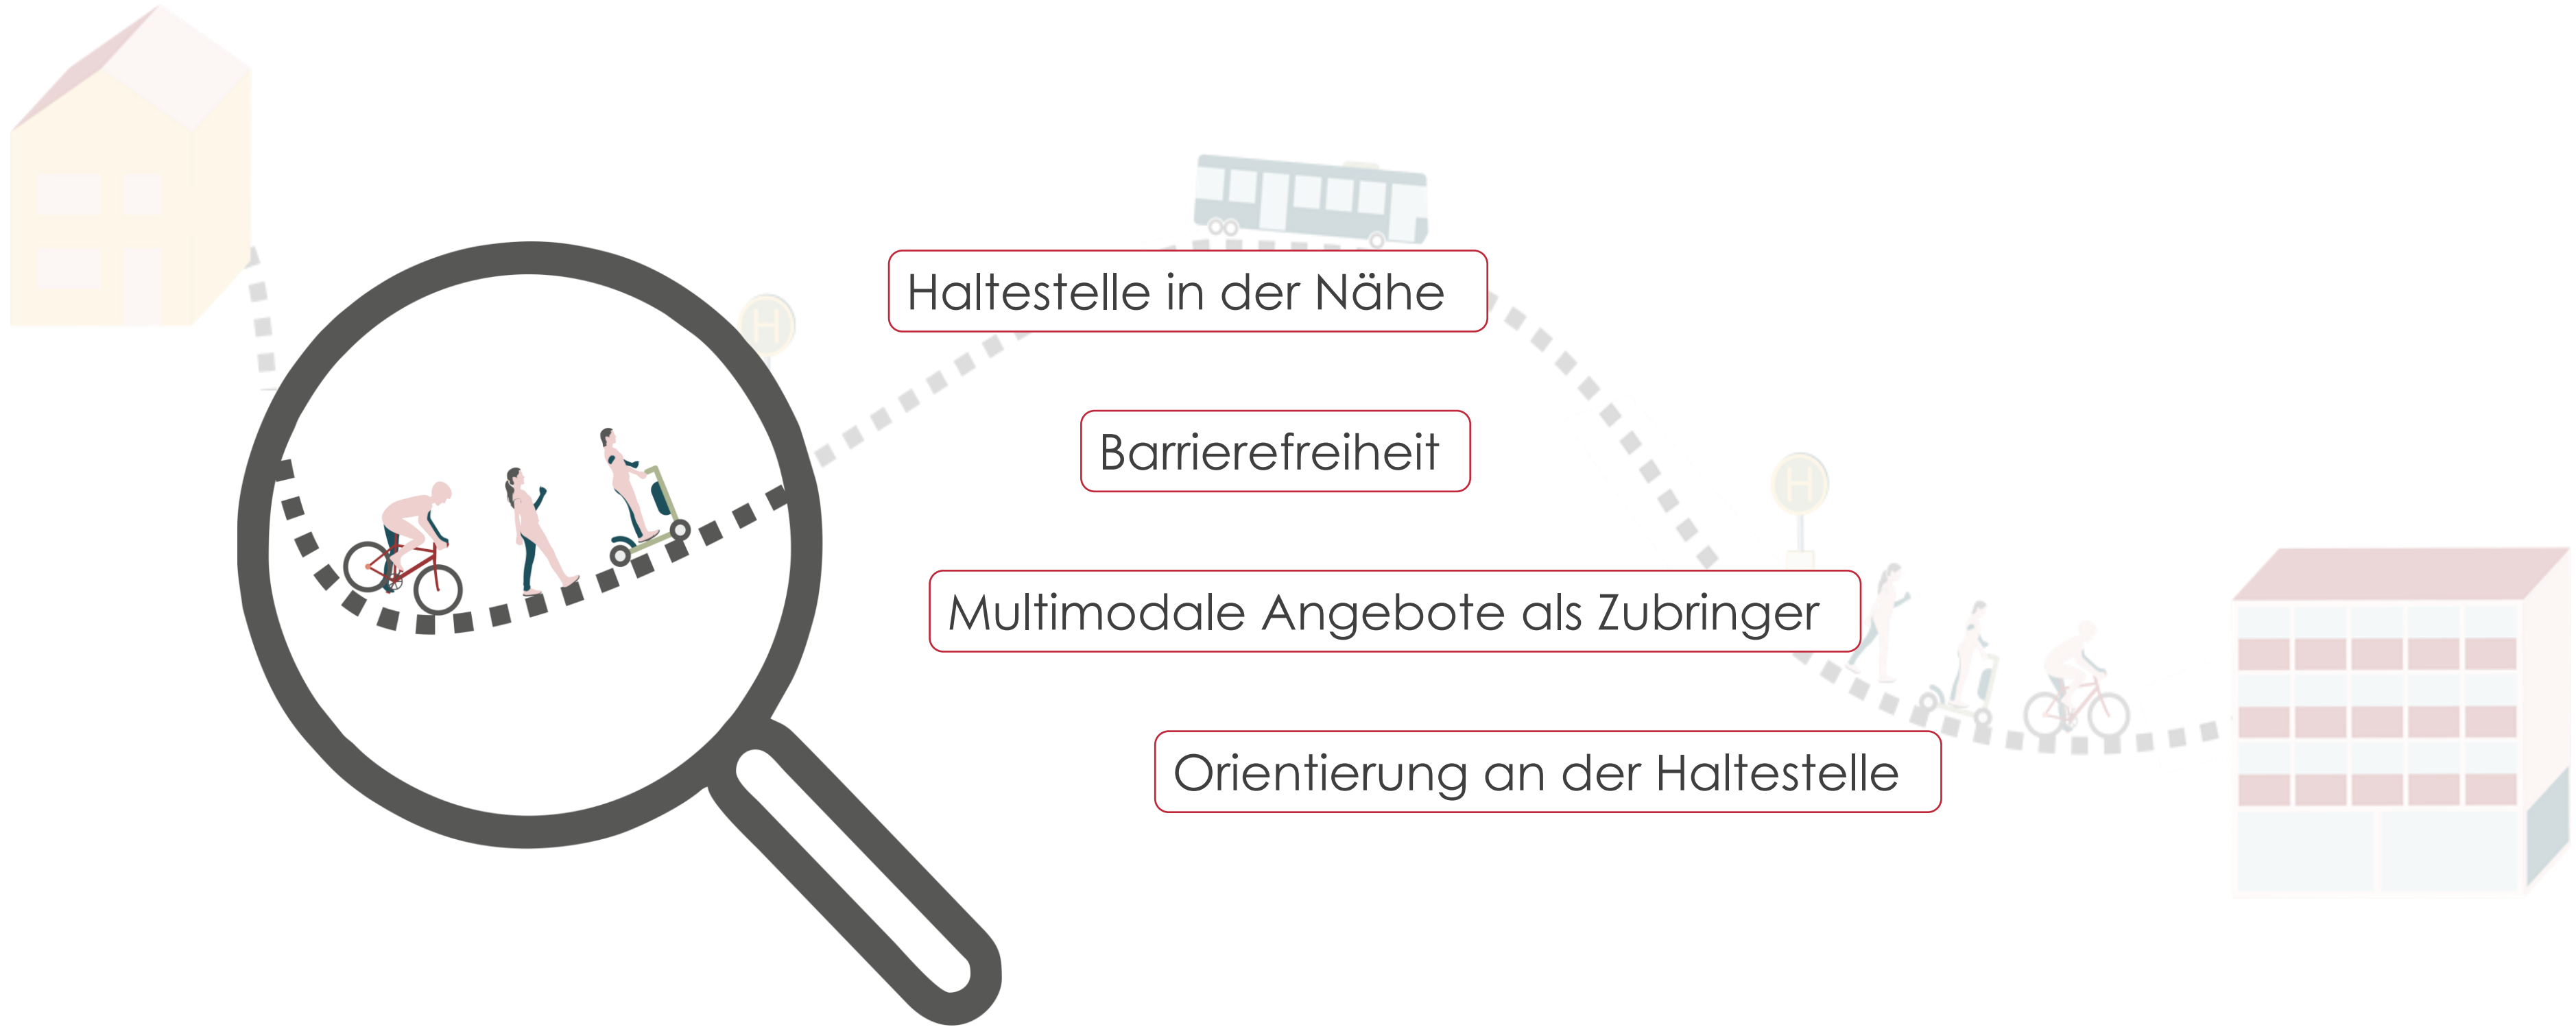 H
Haltestelle in der Nähe
Barrierefreiheit
H
Multimodale Angebote als Zubringer
Orientierung an der Haltestelle